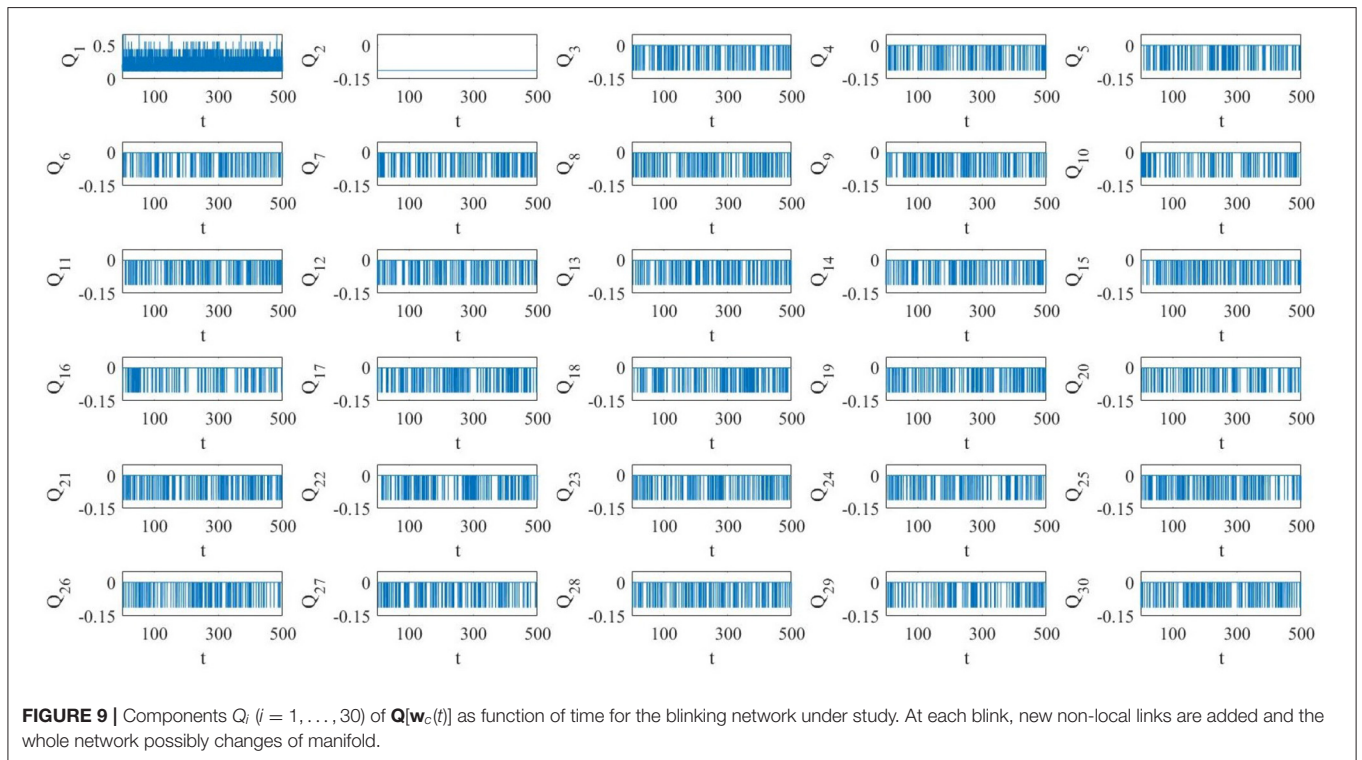 Q1 0.5 0 100 300 500 t
Q2 0 -0.15 100 300 500 t
Q3 0 -0.15 100 300 500 t
Q4 0 -0.15 100 300 500 t
Q5 0 -0.15 100 300 500 t
Q6 0 -0.15 100 300 500 t
Q7 0 -0.15 100 300 500 t
Q8 0 -0.15 100 300 500 t
Q9 0 -0.15 100 300 500 t
Q10 0 -0.15 100 300 500 t
Q11 0 -0.15 100 300 500 t
Q12 0 -0.15 100 300 500 t
Q13 0 -0.15 100 300 500 t
Q14 0 -0.15 100 300 500 t
Q15 0 -0.15 100 300 500 t
Q16 0 -0.15 100 300 500 t
Q17 0 -0.15 100 300 500 t
Q18 0 -0.15 100 300 500 t
Q19 0 -0.15 100 300 500 t
Q20 0 -0.15 100 300 500 t
Q21 0 -0.15 100 300 500 t
Q22 0 -0.15 100 300 500 t
Q23 0 -0.15 100 300 500 t
Q24 0 -0.15 100 300 500 t
Q25 0 -0.15 100 300 500 t
Q26 0 -0.15 100 300 500 t
Q27 0 -0.15 100 300 500 t
Q28 0 -0.15 100 300 500 t
Q29 0 -0.15 100 300 500 t
Q30 0 -0.15 100 300 500 t
FIGURE 9 | Components Qi (i = 1, . . . , 30) of Q[wc(t)] as function of time for the blinking network under study. At each blink, new non-local links are added and the
whole network possibly changes of manifold.